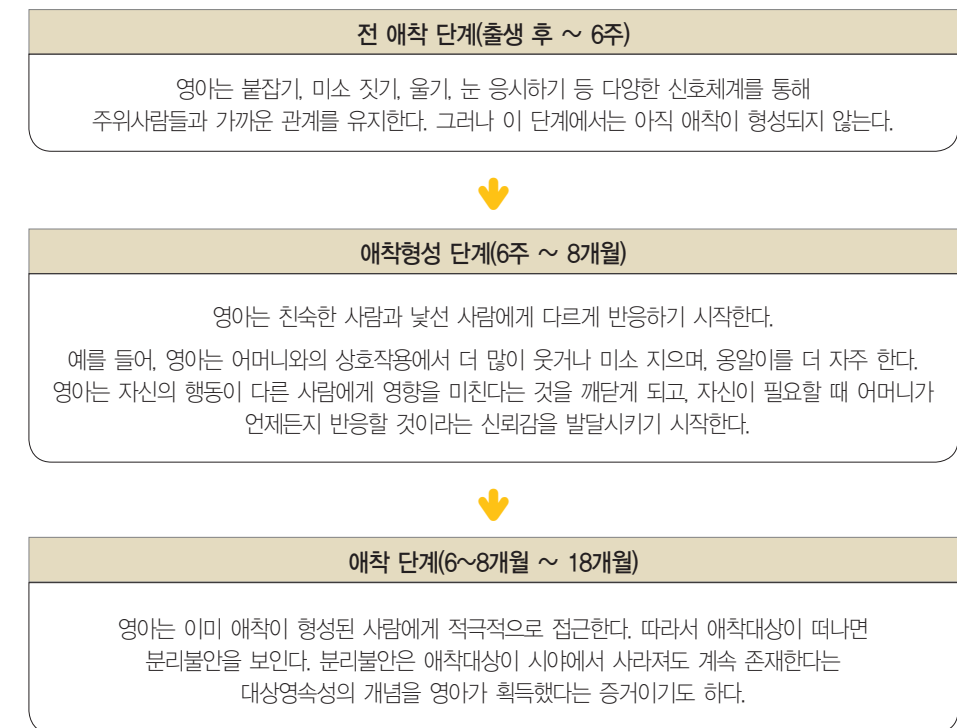 전 애착 단계(출생 후 ~ 6주)
영아는 붙잡기, 미소 짓기, 울기, 눈 응시하기 등 다양한 신호체계를 통해
주위사람들과 가까운 관계를 유지한다. 그러나 이 단계에서는 아직 애착이 형성되지 않는다.
애착형성 단계(6주 ~ 8개월)
영아는 친숙한 사람과 낯선 사람에게 다르게 반응하기 시작한다.
예를 들어, 영아는 어머니와의 상호작용에서 더 많이 웃거나 미소 지으며, 옹알이를 더 자주 한다.
영아는 자신의 행동이 다른 사람에게 영향을 미친다는 것을 깨닫게 되고, 자신이 필요할 때 어머니가
언제든지 반응할 것이라는 신뢰감을 발달시키기 시작한다.
애착 단계(6~8개월 ~ 18개월)
영아는 이미 애착이 형성된 사람에게 적극적으로 접근한다. 따라서 애착대상이 떠나면
분리불안을 보인다. 분리불안은 애착대상이 시야에서 사라져도 계속 존재한다는
대상영속성의 개념을 영아가 획득했다는 증거이기도 하다.